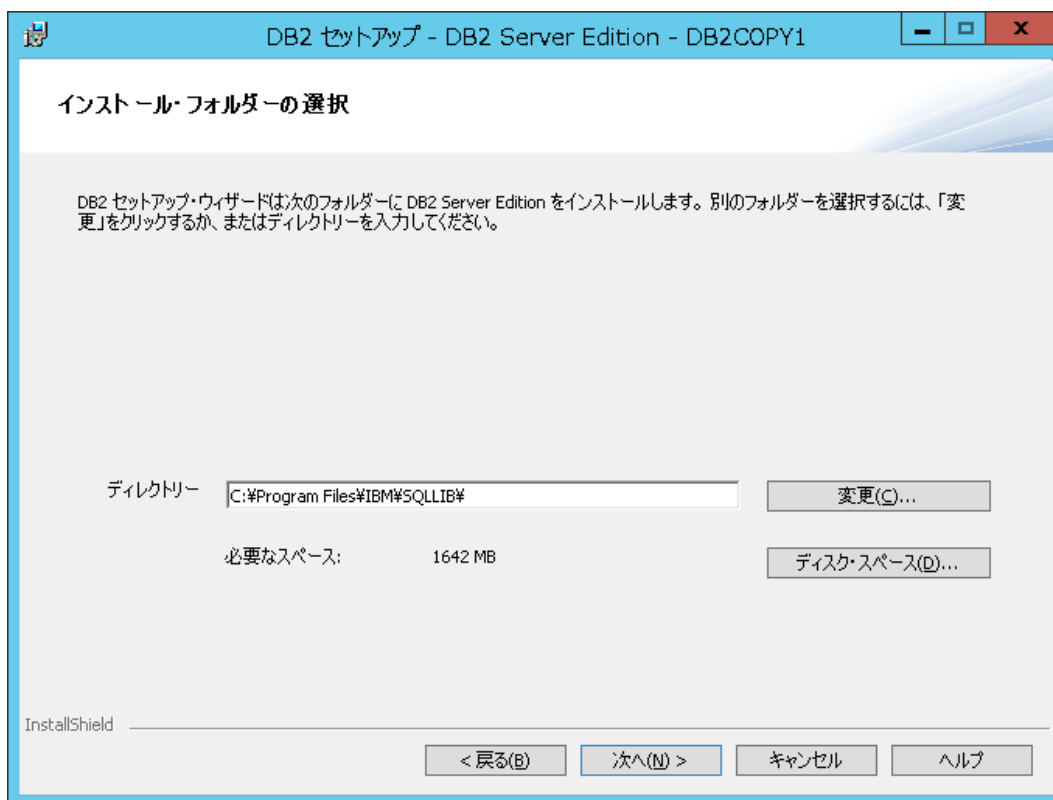 DB2 セットアップ - DB2 Server Edition - DB2COPY1
インストール・フォルダーの選択
DB2 セットアップ・ウィザードは次のフォルダーに DB2 Server Edition をインストールします。別のフォルダーを選択するには、「変
更」をクリックするか、またはディレクトリーを入力してください。
ディレクトリー C:¥Program Files¥IBM¥SQLLIB¥ 変更(C)...
必要なスペース: 1642 MB ディスク・スペース(D)...
InstallShield
< 戻る(B) 次へ(N) > キャンセル ヘルプ